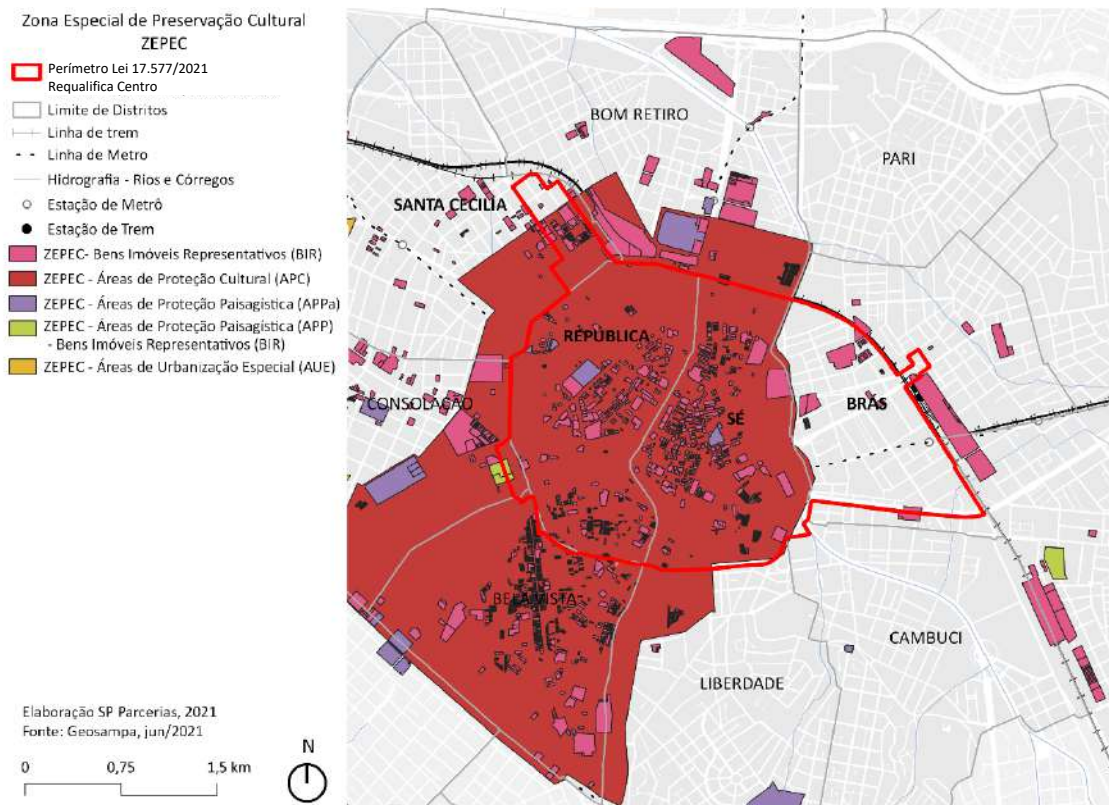 Zona Especial de Preservação Cultural
ZEPEC
Perímetro Lei 17.577/2021
Requalifica Centro
Limite de Distritos
Linha de trem
Linha de Metro
Hidrografia - Rios e Córregos
Estação de Metrô
Estação de Trem
ZEPEC- Bens Imóveis Representativos (BIR)
ZEPEC - Áreas de Proteção Cultural (APC)
ZEPEC - Áreas de Proteção Paisagística (APPa)
ZEPEC - Áreas de Proteção Paisagística (APP)
- Bens Imóveis Representativos (BIR)
ZEPEC - Áreas de Urbanização Especial (AUE)
BOM RETIRO
PARI
SANTA CECÍLIA
REPÚBLICA
CONSOLAÇÃO
SÉ
BRÁS
BELA VISTA
CAMBUCI
LIBERDADE
Elaboração SP Parcerias, 2021
Fonte: Geosampa, jun/2021
N
0 0,75 1,5 km